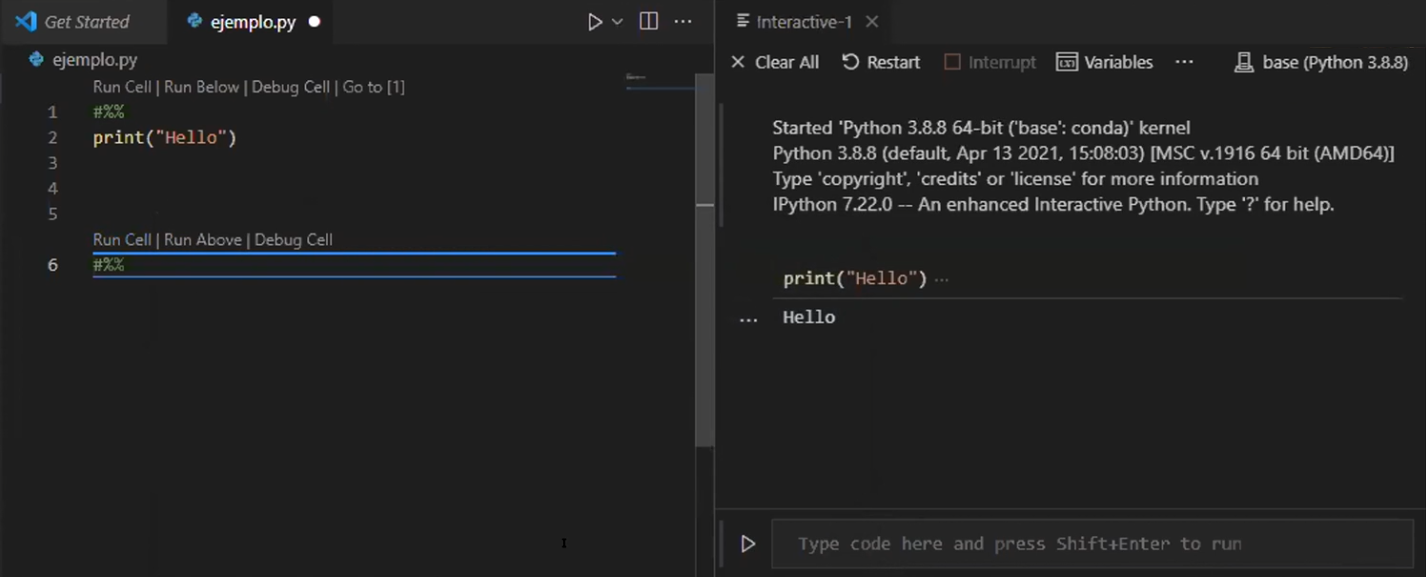 Get Started
ejemplo.py
ejemplo.py
Run Cell | Run Below | Debug Cell | Go to [1]
1 #%%
2 print("Hello")
3
4
5
Run Cell | Run Above | Debug Cell
6 #%%
Interactive-1
Clear All Restart Interrupt Variables ... base (Python 3.8.8)
Started 'Python 3.8.8 64-bit ('base': conda)' kernel
Python 3.8.8 (default, Apr 13 2021, 15:08:03) [MSC v.1916 64 bit (AMD64)]
Type 'copyright', 'credits' or 'license' for more information
IPython 7.22.0 -- An enhanced Interactive Python. Type '?' for help.
print("Hello") ...
... Hello
Type code here and press Shift+Enter to run